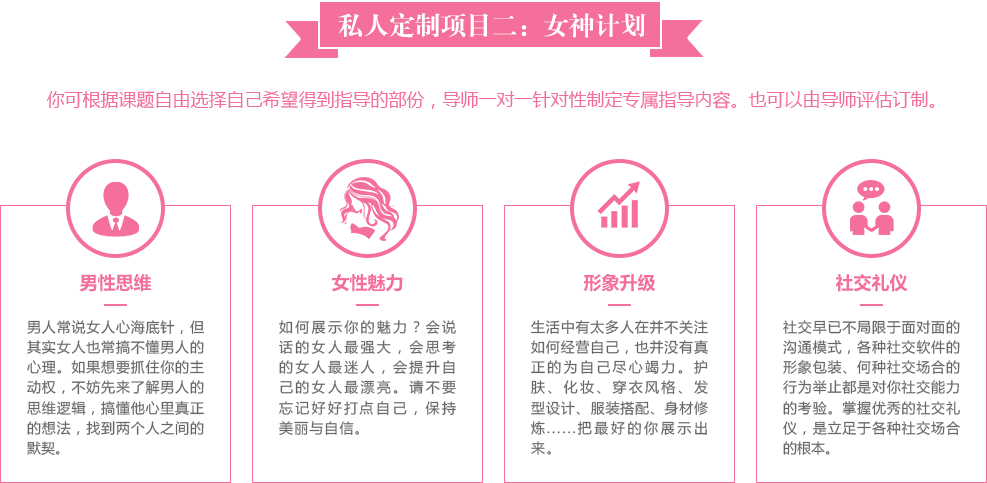 私人定制项目二：女神计划
你可根据课题自由选择自己希望得到指导的部份，导师一对一针对性制定专属指导内容。也可以由导师评估订制。
男性思维
男人常说女人心海底针，但
其实女人也常搞不懂男人的
心理。如果想要抓住你的主
动权，不妨先来了解男人的
思维逻辑，搞懂他心里真正
的想法，找到两个人之间的
默契。
女性魅力
如何展示你的魅力？会说
话的女人最强大，会思考
的女人最迷人，会提升自
己的女人最漂亮。请不要
忘记好好打点自己，保持
美丽与自信。
形象升级
生活中有太多人在并不关注
如何经营自己，也并没有真
正的为自己尽心竭力。护
肤、化妆、穿衣风格、发
型设计、服装搭配、身材修
炼……把最好的你展示出
来。
社交礼仪
社交早已不局限于面对面的
沟通模式，各种社交软件的
形象包装、何种社交场合的
行为举止都是对你社交能力
的考验。掌握优秀的社交礼
仪，是立足于各种社交场合
的根本。